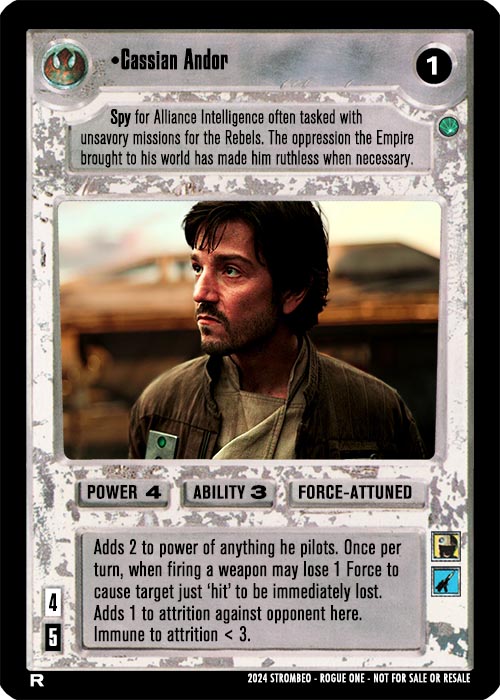 •Cassian Andor
1
Spy for Alliance Intelligence often tasked with
unsavory missions for the Rebels. The oppression the Empire
brought to his world has made him ruthless when necessary.
POWER 4 ABILITY 3 FORCE-ATTUNED
Adds 2 to power of anything he pilots. Once per
turn, when firing a weapon may lose 1 Force to
cause target just 'hit' to be immediately lost.
Adds 1 to attrition against opponent here.
Immune to attrition < 3.
4
5
R
2024 STROMBEO - ROGUE ONE - NOT FOR SALE OR RESALE